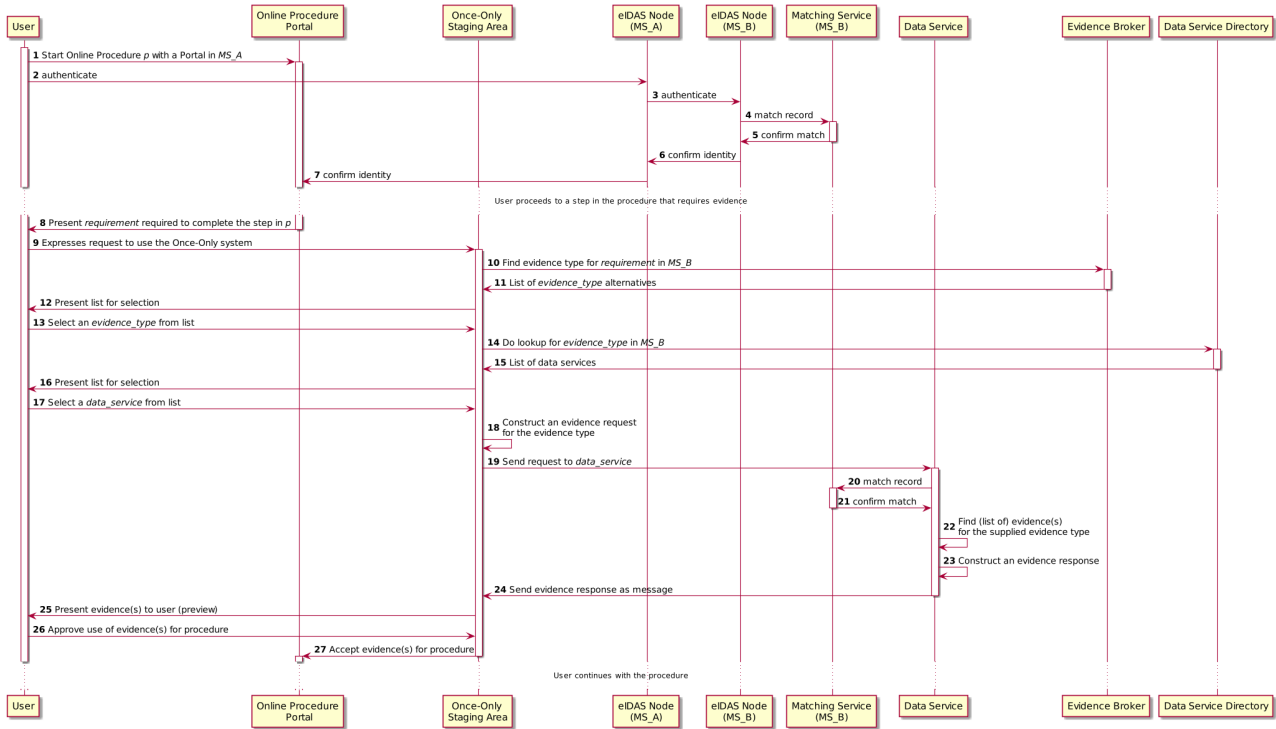 User
Online Procedure
Portal
Once-Only
Staging Area
eIDAS Node
(MS_A)
eIDAS Node
(MS_B)
Matching Service
(MS_B)
Data Service
Evidence Broker
Data Service Directory
1 Start Online Procedure p with a Portal in MS_A
2 authenticate
3 authenticate
4 match record
5 confirm match
6 confirm identity
7 confirm identity
User proceeds to a step in the procedure that requires evidence
8 Present requirement required to complete the step in p
9 Expresses request to use the Once-Only system
10 Find evidence type for requirement in MS_B
11 List of evidence_type alternatives
12 Present list for selection
13 Select an evidence_type from list
14 Do lookup for evidence_type in MS_B
15 List of data services
16 Present list for selection
17 Select a data_service from list
18 Construct an evidence request
for the evidence type
19 Send request to data_service
20 match record
21 confirm match
22 Find (list of) evidence(s)
for the supplied evidence type
23 Construct an evidence response
24 Send evidence response as message
25 Present evidence(s) to user (preview)
26 Approve use of evidence(s) for procedure
27 Accept evidence(s) for procedure
User continues with the procedure
User
Online Procedure
Portal
Once-Only
Staging Area
eIDAS Node
(MS_A)
eIDAS Node
(MS_B)
Matching Service
(MS_B)
Data Service
Evidence Broker
Data Service Directory